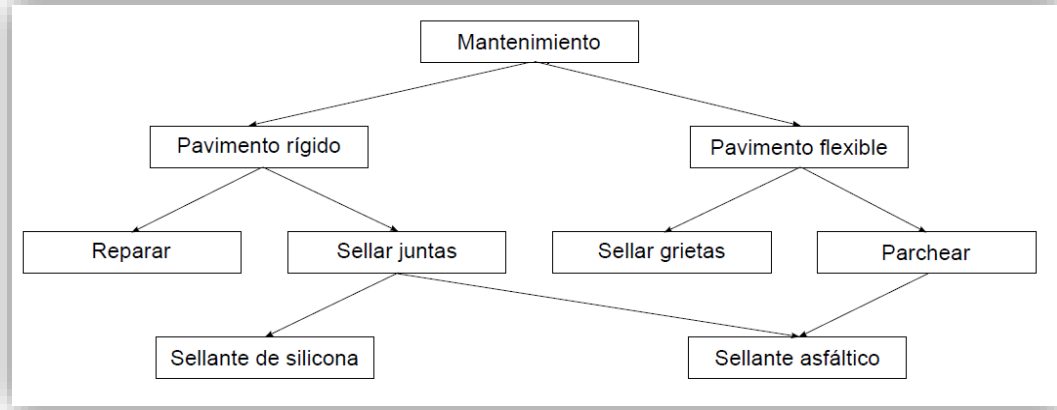 Mantenimiento
Pavimento rígido
Pavimento flexible
Reparar
Sellar juntas
Sellar grietas
Parchear
Sellante de silicona
Sellante asfáltico